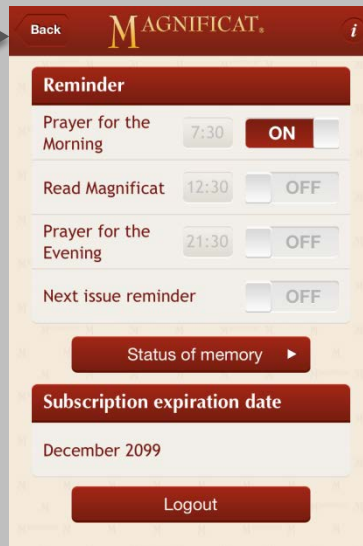 Back
MAGNIFICAT®
i
Reminder
Prayer for the
Morning
7:30
ON
Read Magnificat
12:30
OFF
Prayer for the
Evening
21:30
OFF
Next issue reminder
OFF
Status of memory
Subscription expiration date
December 2099
Logout